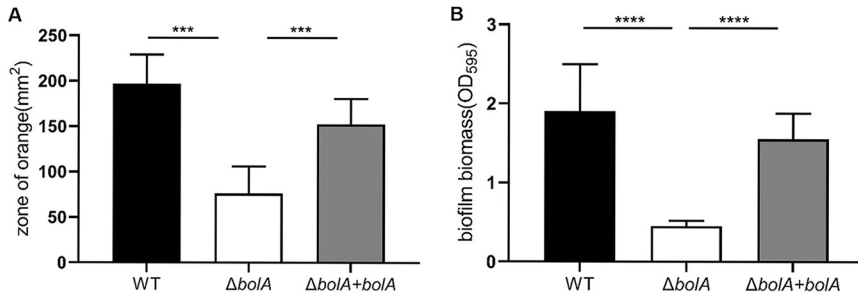 A
zone of orange(mm²)
250
200
150
100
50
0
*** ***
WT ΔbolA ΔbolA+bolA
B
biofilm biomass(OD₅₉₅)
3
2
1
0
**** ****
WT ΔbolA ΔbolA+bolA